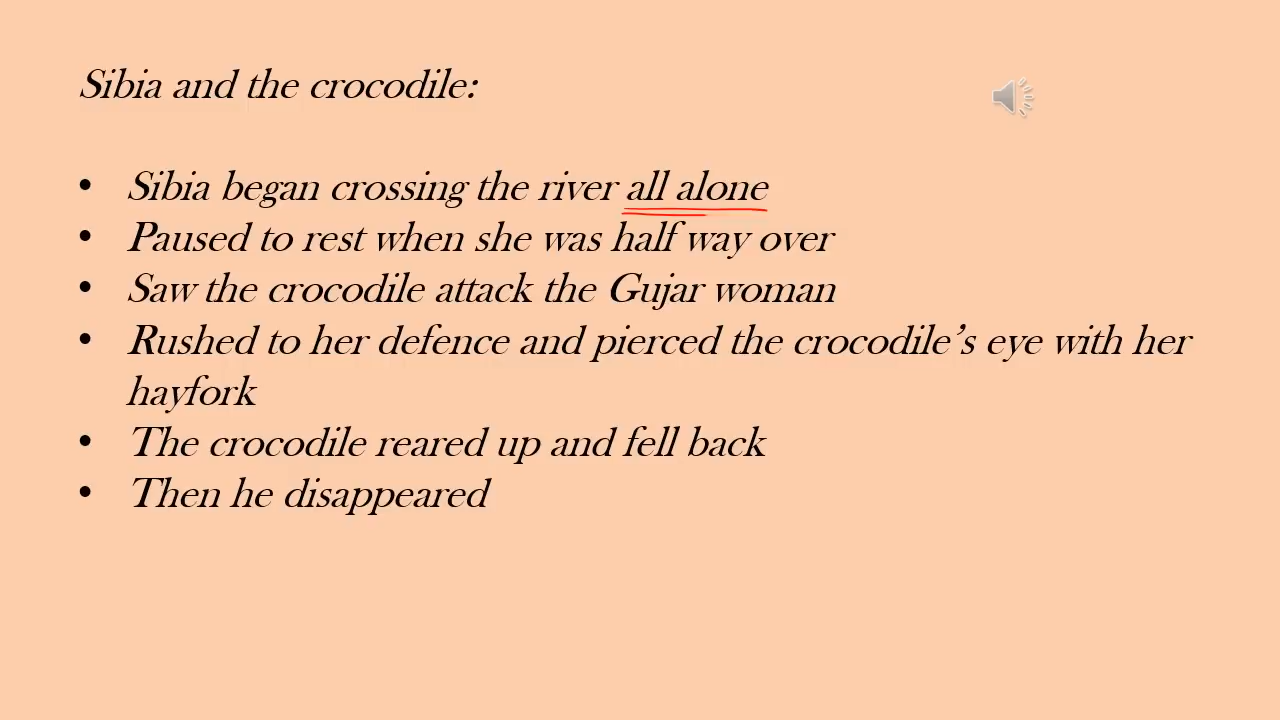 Sibia and the crocodile:
• Sibia began crossing the river all alone
• Paused to rest when she was half way over
• Saw the crocodile attack the Gujar woman
• Rushed to her defence and pierced the crocodile’s eye with her
hayfork
• The crocodile reared up and fell back
• Then he disappeared